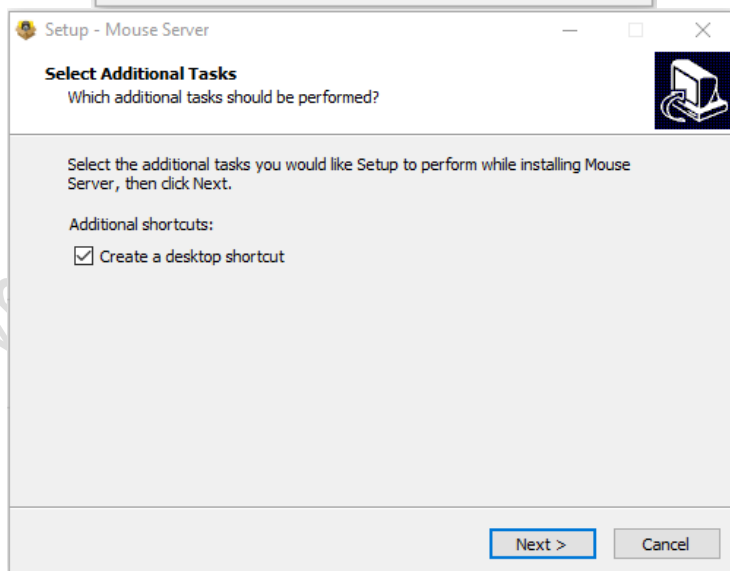 Setup - Mouse Server
Select Additional Tasks
Which additional tasks should be performed?
Select the additional tasks you would like Setup to perform while installing Mouse
Server, then click Next.
Additional shortcuts:
Create a desktop shortcut
Next >
Cancel